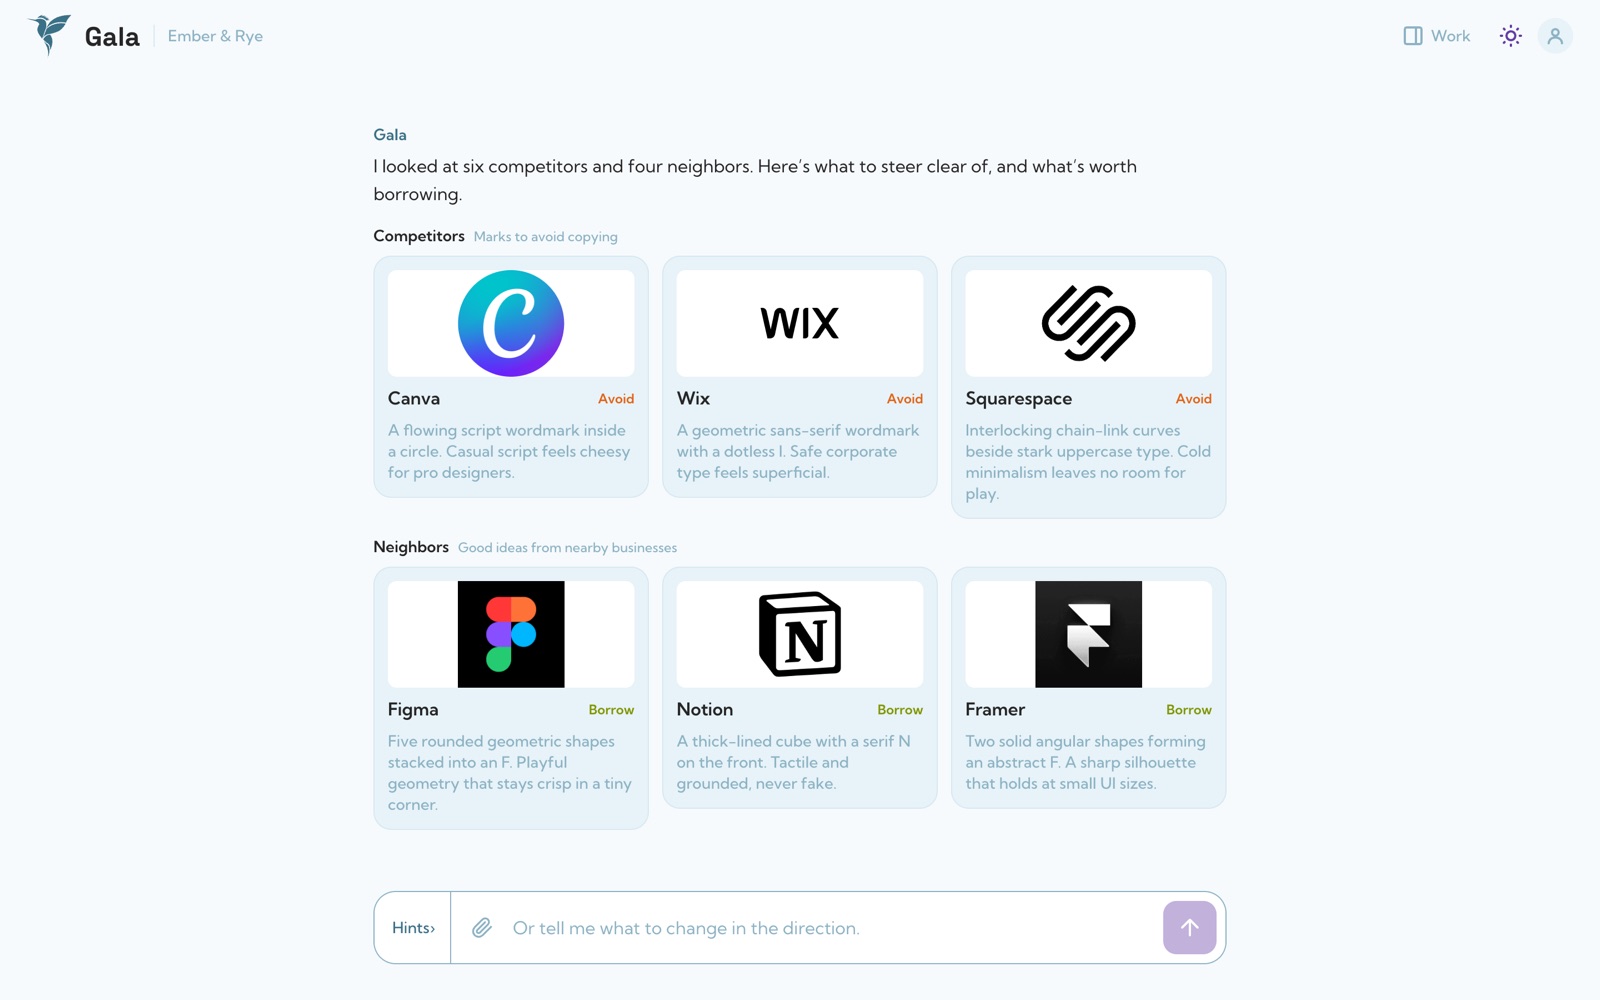 Gala
Ember & Rye
Work
Gala
I looked at six competitors and four neighbors. Here’s what to steer clear of, and what’s worth
borrowing.
Competitors Marks to avoid copying
C
WIX
Canva Avoid
A flowing script wordmark inside
a circle. Casual script feels cheesy
for pro designers.
Wix Avoid
A geometric sans-serif wordmark
with a dotless I. Safe corporate
type feels superficial.
Squarespace Avoid
Interlocking chain-link curves
beside stark uppercase type. Cold
minimalism leaves no room for
play.
Neighbors Good ideas from nearby businesses
N
Figma Borrow
Five rounded geometric shapes
stacked into an F. Playful
geometry that stays crisp in a tiny
corner.
Notion Borrow
A thick-lined cube with a serif N
on the front. Tactile and
grounded, never fake.
Framer Borrow
Two solid angular shapes forming
an abstract F. A sharp silhouette
that holds at small UI sizes.
Hints›
Or tell me what to change in the direction.